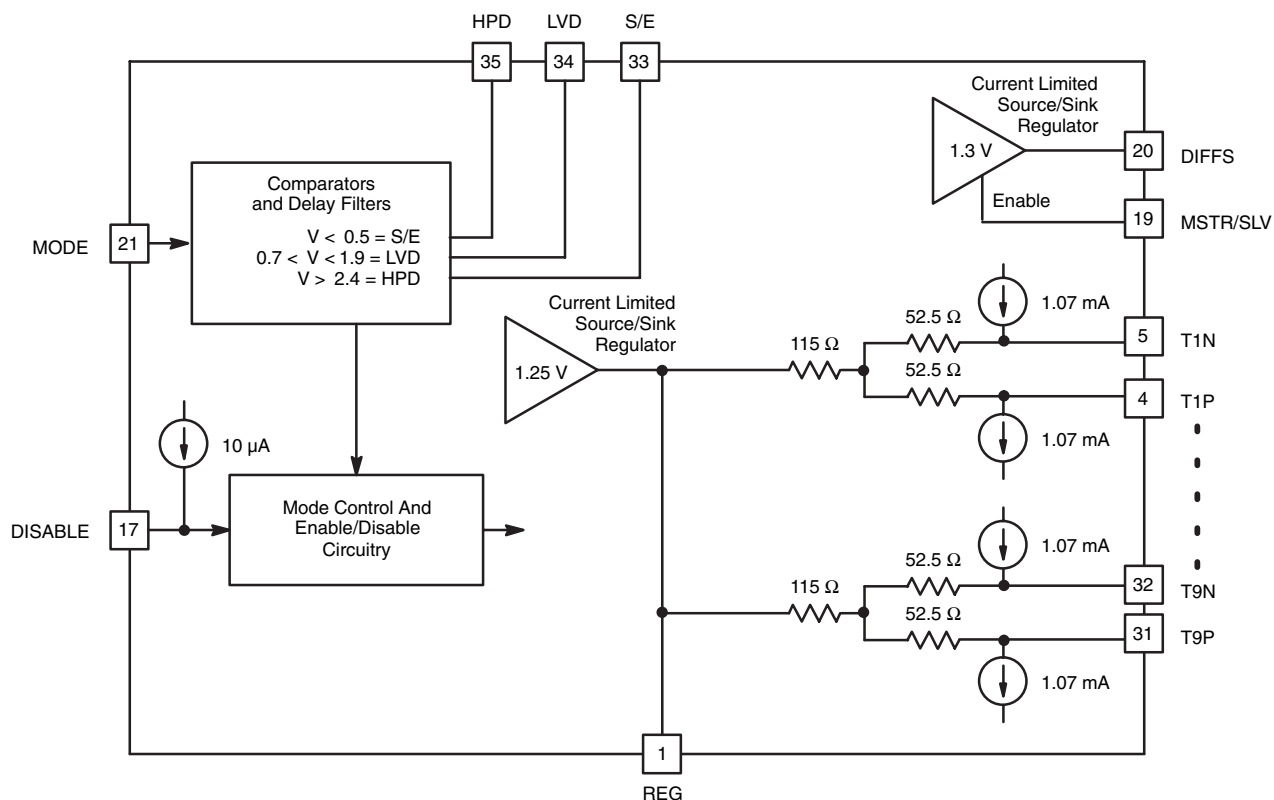 HPD
LVD
S/E
35
34
33
Current Limited
Source/Sink
Regulator
1.3 V
20
DIFFS
Enable
19
MSTR/SLV
Comparators
and Delay Filters
V < 0.5 = S/E
0.7 < V < 1.9 = LVD
V > 2.4 = HPD
MODE
21
Current Limited
Source/Sink
Regulator
1.25 V
115 Ω
52.5 Ω
52.5 Ω
1.07 mA
5
T1N
4
T1P
1.07 mA
10 µA
DISABLE
17
Mode Control And
Enable/Disable
Circuitry
115 Ω
52.5 Ω
52.5 Ω
1.07 mA
32
T9N
31
T9P
1.07 mA
1
REG